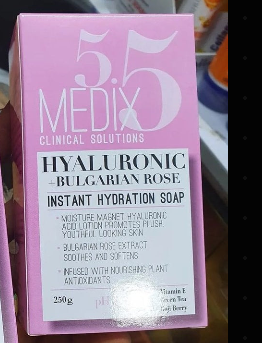 5.5
MEDIX
CLINICAL SOLUTIONS
HYALURONIC
+BULGARIAN ROSE
INSTANT HYDRATION SOAP
• MOISTURE MAGNET HYALURONIC
ACID LOTION PROMOTES PLUSH,
YOUTHFUL LOOKING SKIN
• BULGARIAN ROSE EXTRACT
SOOTHES AND SOFTENS
• INFUSED WITH NOURISHING PLANT
ANTIOXIDANTS
250g
pH
Vitamin E
Green Tea
Goji Berry